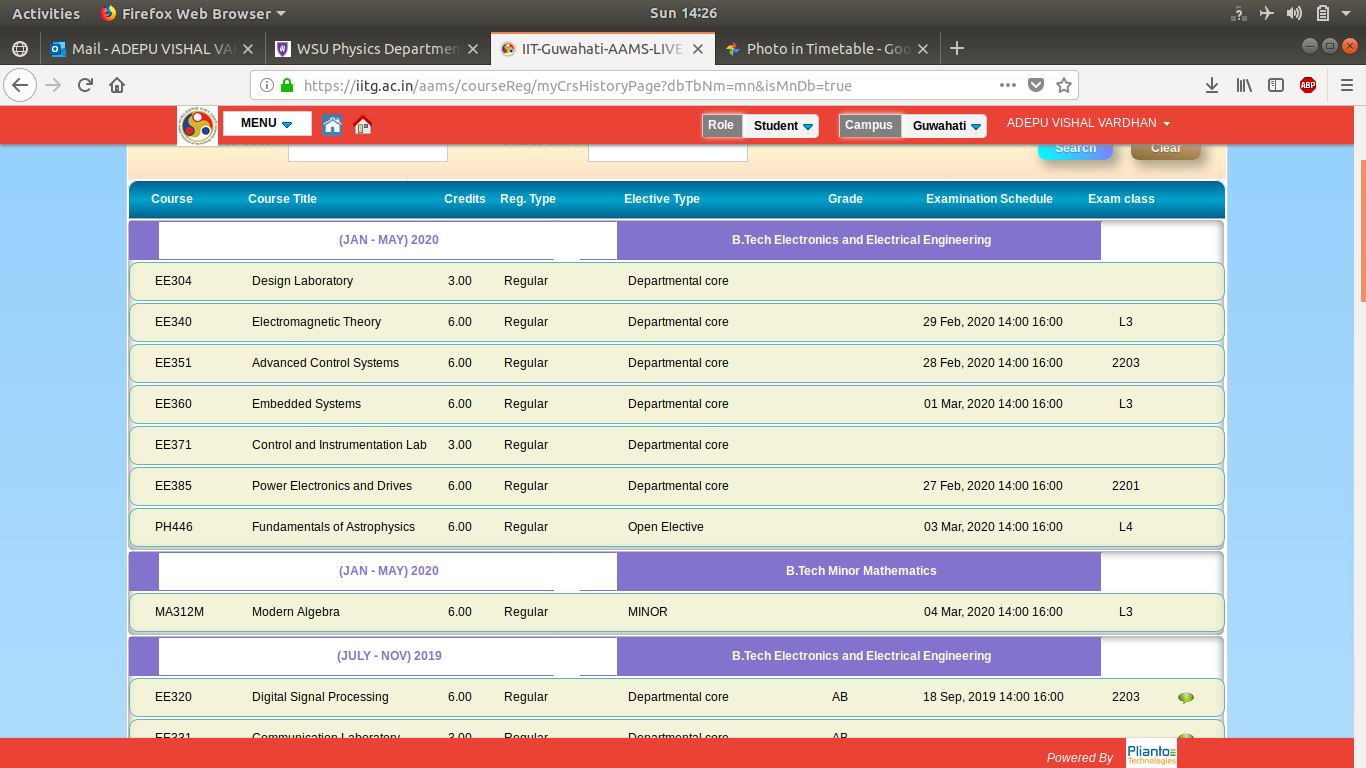 Activities Firefox Web Browser Sun 14:26
Mail - ADEPU VISHAL VA WSU Physics Departmen IIT-Guwahati-AAMS-LIVE Photo in Timetable - Goo
https://iitg.ac.in/aams/courseReg/myCrsHistoryPage?dbTbNm=mn&isMnDb=true ABP
MENU Role Student Campus Guwahati ADEPU VISHAL VARDHAN
Search Clear
Course Course Title Credits Reg. Type Elective Type Grade Examination Schedule Exam class
(JAN - MAY) 2020 B.Tech Electronics and Electrical Engineering
EE304 Design Laboratory 3.00 Regular Departmental core
EE340 Electromagnetic Theory 6.00 Regular Departmental core 29 Feb, 2020 14:00 16:00 L3
EE351 Advanced Control Systems 6.00 Regular Departmental core 28 Feb, 2020 14:00 16:00 2203
EE360 Embedded Systems 6.00 Regular Departmental core 01 Mar, 2020 14:00 16:00 L3
EE371 Control and Instrumentation Lab 3.00 Regular Departmental core
EE385 Power Electronics and Drives 6.00 Regular Departmental core 27 Feb, 2020 14:00 16:00 2201
PH446 Fundamentals of Astrophysics 6.00 Regular Open Elective 03 Mar, 2020 14:00 16:00 L4
(JAN - MAY) 2020 B.Tech Minor Mathematics
MA312M Modern Algebra 6.00 Regular MINOR 04 Mar, 2020 14:00 16:00 L3
(JULY - NOV) 2019 B.Tech Electronics and Electrical Engineering
EE320 Digital Signal Processing 6.00 Regular Departmental core AB 18 Sep, 2019 14:00 16:00 2203
EE331 Communication Laboratory 3.00 Regular Departmental core AB
Powered By Pliantos Technologies